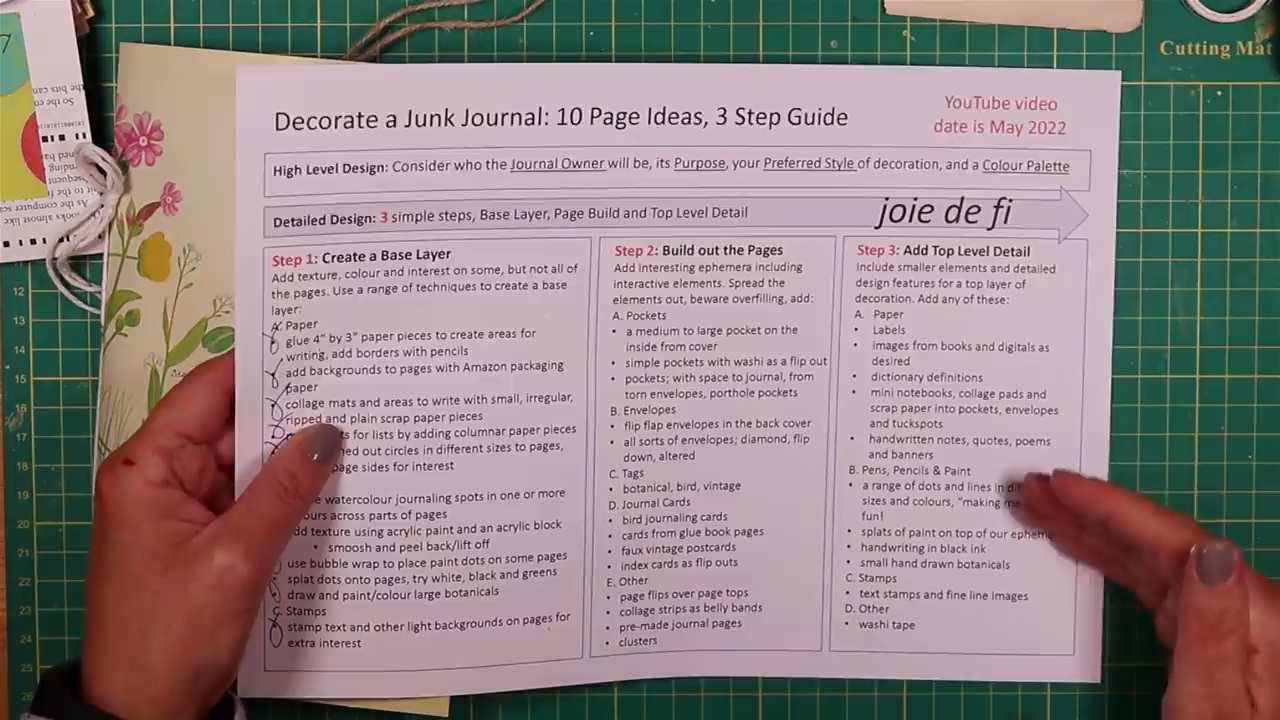 Cutting Mat
7
Decorate a Junk Journal: 10 Page Ideas, 3 Step Guide
YouTube video
date is May 2022
High Level Design: Consider who the Journal Owner will be, its Purpose, your Preferred Style of decoration, and a Colour Palette
Detailed Design: 3 simple steps, Base Layer, Page Build and Top Level Detail
joie de fi
Step 1: Create a Base Layer
Add texture, colour and interest on some, but not all of
the pages. Use a range of techniques to create a base
layer:
A. Paper
glue 4" by 3" paper pieces to create areas for
writing, add borders with pencils
add backgrounds to pages with Amazon packaging
paper
collage mats and areas to write with small, irregular,
ripped and plain scrap paper pieces
for lists by adding columnar paper pieces
out circles in different sizes to pages,
page sides for interest
watercolour journaling spots in one or more
across parts of pages
add texture using acrylic paint and an acrylic block
• smoosh and peel back/lift off
use bubble wrap to place paint dots on some pages
splat dots onto pages, try white, black and greens
draw and paint/colour large botanicals
C. Stamps
stamp text and other light backgrounds on pages for
extra interest
Step 2: Build out the Pages
Add interesting ephemera including
interactive elements. Spread the
elements out, beware overfilling, add:
A. Pockets
• a medium to large pocket on the
inside from cover
• simple pockets with washi as a flip out
• pockets; with space to journal, from
torn envelopes, porthole pockets
B. Envelopes
• flip flap envelopes in the back cover
• all sorts of envelopes; diamond, flip
down, altered
C. Tags
• botanical, bird, vintage
D. Journal Cards
• bird journaling cards
• cards from glue book pages
• faux vintage postcards
• index cards as flip outs
E. Other
• page flips over page tops
• collage strips as belly bands
• pre-made journal pages
• clusters
Step 3: Add Top Level Detail
Include smaller elements and detailed
design features for a top layer of
decoration. Add any of these:
A. Paper
• Labels
• images from books and digitals as
desired
• dictionary definitions
• mini notebooks, collage pads and
scrap paper into pockets, envelopes
and tuckspots
• handwritten notes, quotes, poems
and banners
B. Pens, Pencils & Paint
• a range of dots and lines in
sizes and colours, "making
fun!
• splats of paint on top of our
• handwriting in black ink
• small hand drawn botanicals
C. Stamps
• text stamps and fine line images
D. Other
• washi tape
12
13
14
15
16
17
18
19
20
21
22
23
24
25
26